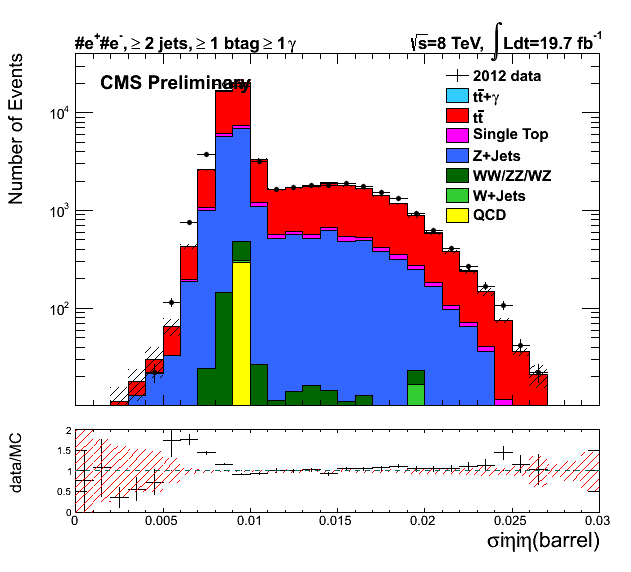 #e⁺#e⁻, ≥ 2 jets, ≥ 1 btag ≥ 1γ √s=8 TeV, ∫Ldt=19.7 fb⁻¹
CMS Preliminary
2012 data
tt̄+γ
tt̄
Single Top
Z+Jets
WW/ZZ/WZ
W+Jets
QCD
Number of Events
10⁴
10³
10²
data/MC
2
1.5
1
0.5
0
0 0.005 0.01 0.015 0.02 0.025 0.03
σiηiη(barrel)